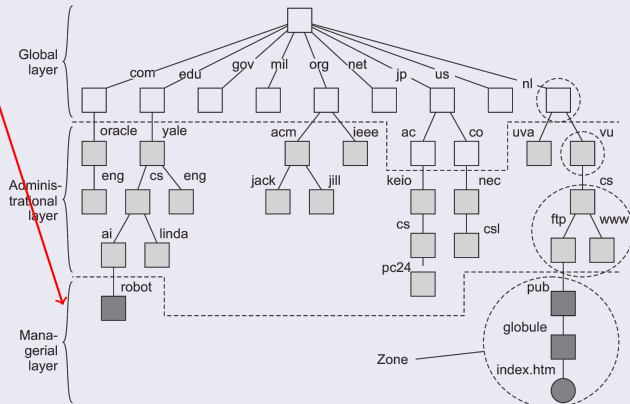 Global
layer
com
edu
gov
mil
org
net
jp
us
nl
oracle
yale
acm
ieee
ac
co
uva
vu
Adminis-
trational
layer
eng
cs
eng
jack
jill
keio
nec
cs
ai
linda
cs
csl
ftp
www
pc24
robot
pub
Mana-
gerial
layer
globule
Zone
index.htm